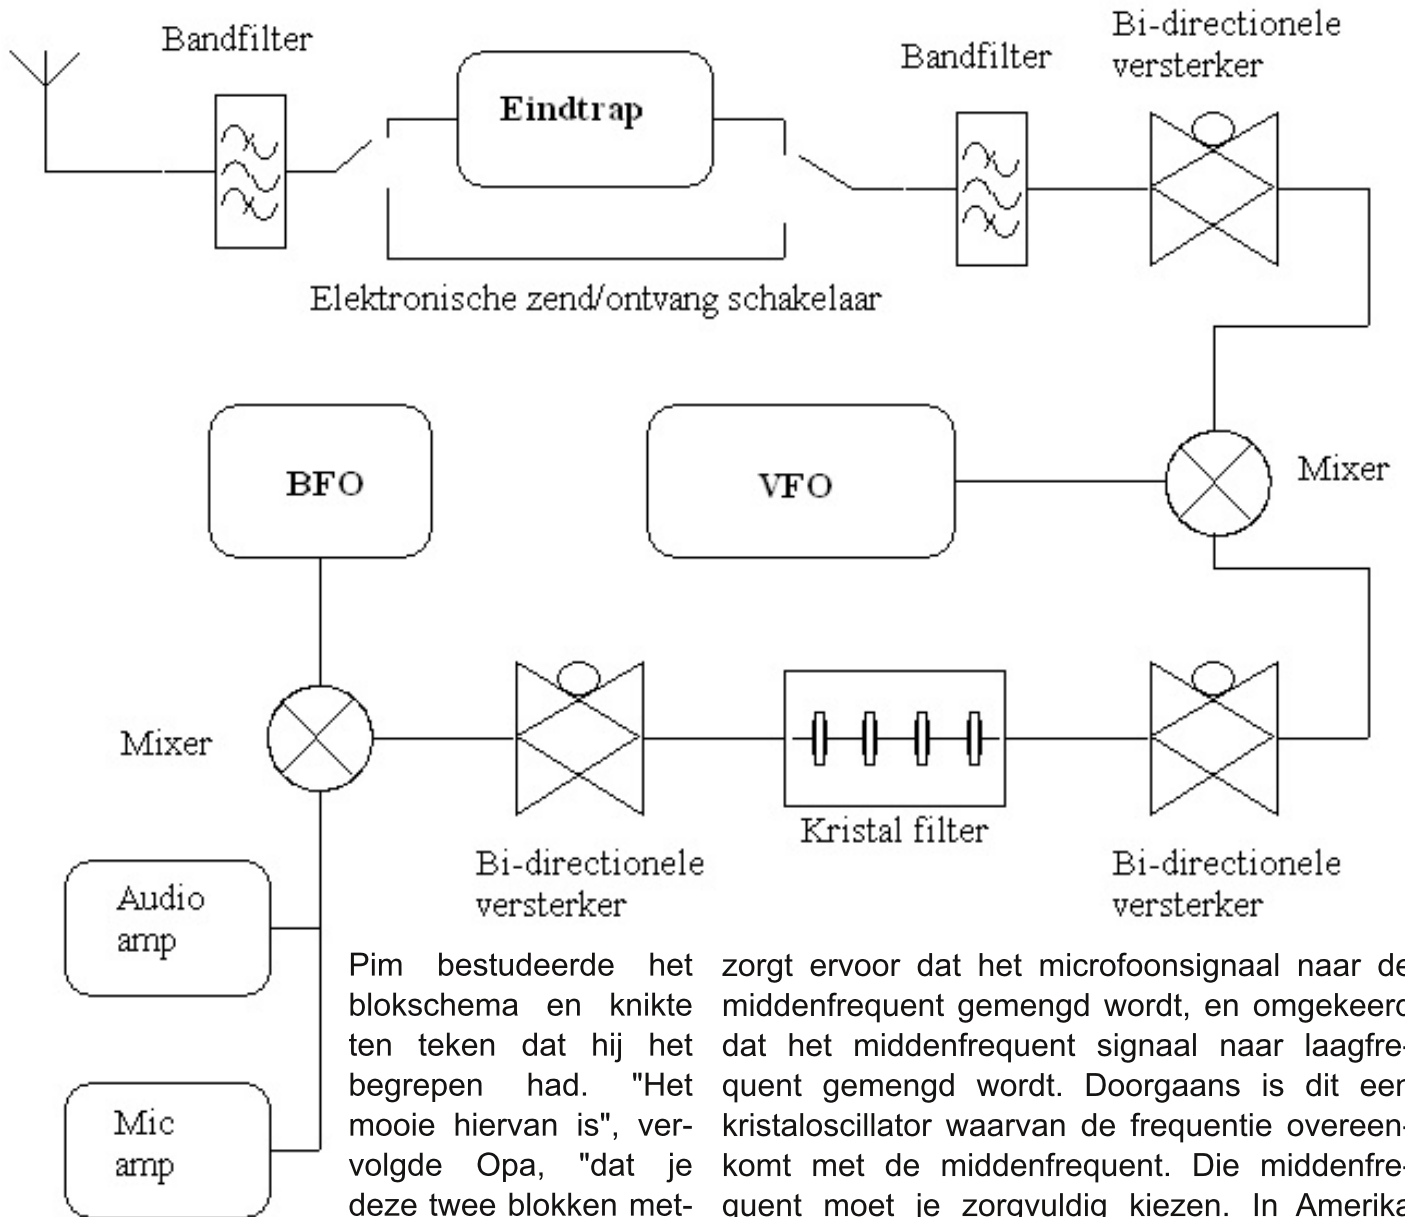 Bandfilter
Eindtrap
Bandfilter
Bi-directionele
versterker
Elektronische zend/ontvang schakelaar
BFO
VFO
Mixer
Mixer
Kristal filter
Bi-directionele
versterker
Bi-directionele
versterker
Audio
amp
Mic
amp
Pim bestudeerde het
blokschema en knikte
ten teken dat hij het
begrepen had. "Het
mooie hiervan is", ver-
volgde Opa, "dat je
deze twee blokken met-
zorgt ervoor dat het microfoonsignaal naar de
middenfrequent gemengd wordt, en omgekeerd
dat het middenfrequent signaal naar laagfre-
quent gemengd wordt. Doorgaans is dit een
kristaloscillator waarvan de frequentie overeen-
komt met de middenfrequent. Die middenfre-
quent moet je zorgvuldig kiezen. In Amerika